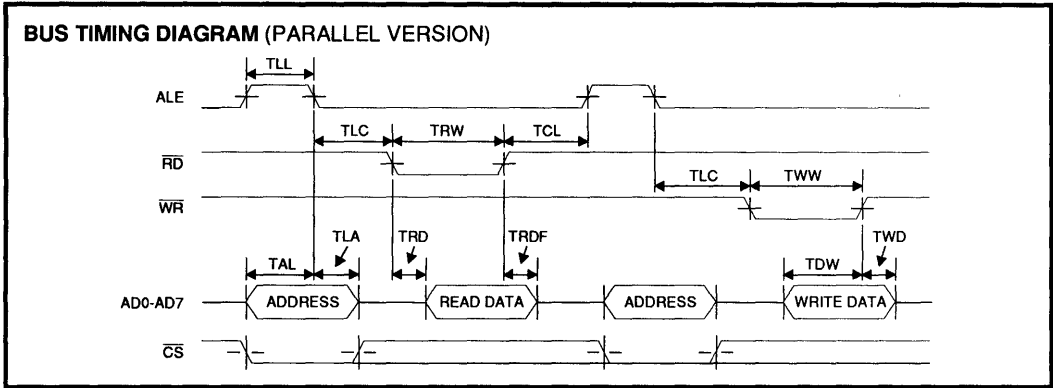 BUS TIMING DIAGRAM (PARALLEL VERSION)
TLL
ALE
TLC TRW TCL
RD
TLC TWW
WR
TLA TRD TRDF TWD
TAL TDW
AD0-AD7 ADDRESS READ DATA ADDRESS WRITE DATA
CS